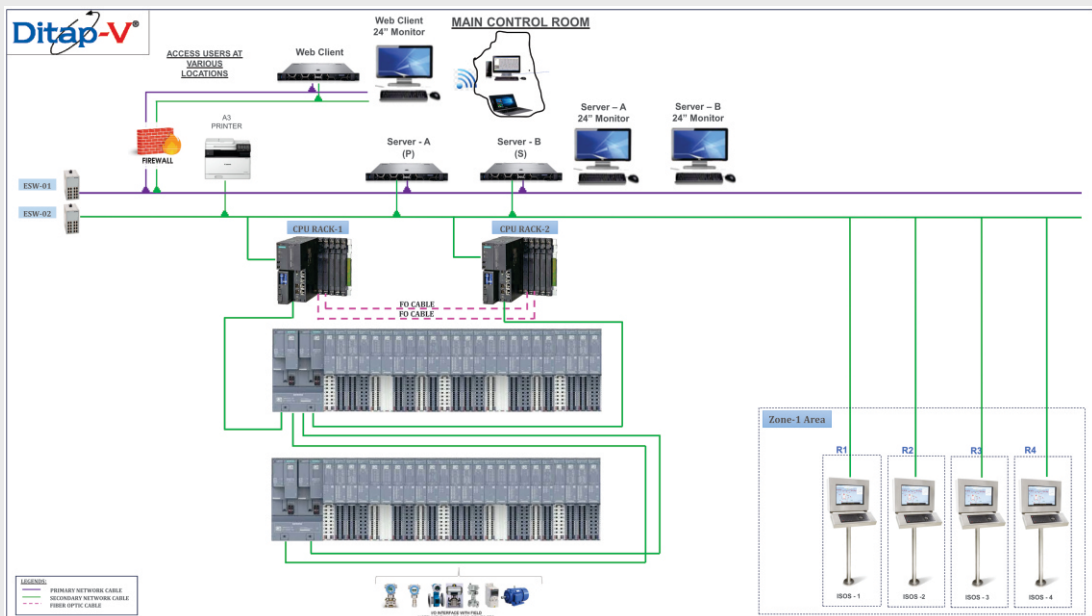 Ditap-V®
ACCESS USERS AT
VARIOUS
LOCATIONS
Web Client
Web Client
24" Monitor
MAIN CONTROL ROOM
A3
PRINTER
FIREWALL
Server - A
(P)
Server - B
(S)
Server – A
24" Monitor
Server – B
24" Monitor
ESW-01
ESW-02
CPU RACK-1
CPU RACK-2
FO CABLE
FO CABLE
Zone-1 Area
R1
R2
R3
R4
ISOS - 1
ISOS -2
ISOS - 3
ISOS - 4
LEGENDS:
PRIMARY NETWORK CABLE
SECONDARY NETWORK CABLE
FIBER OPTIC CABLE
I/O INTERFACE WITH FIELD